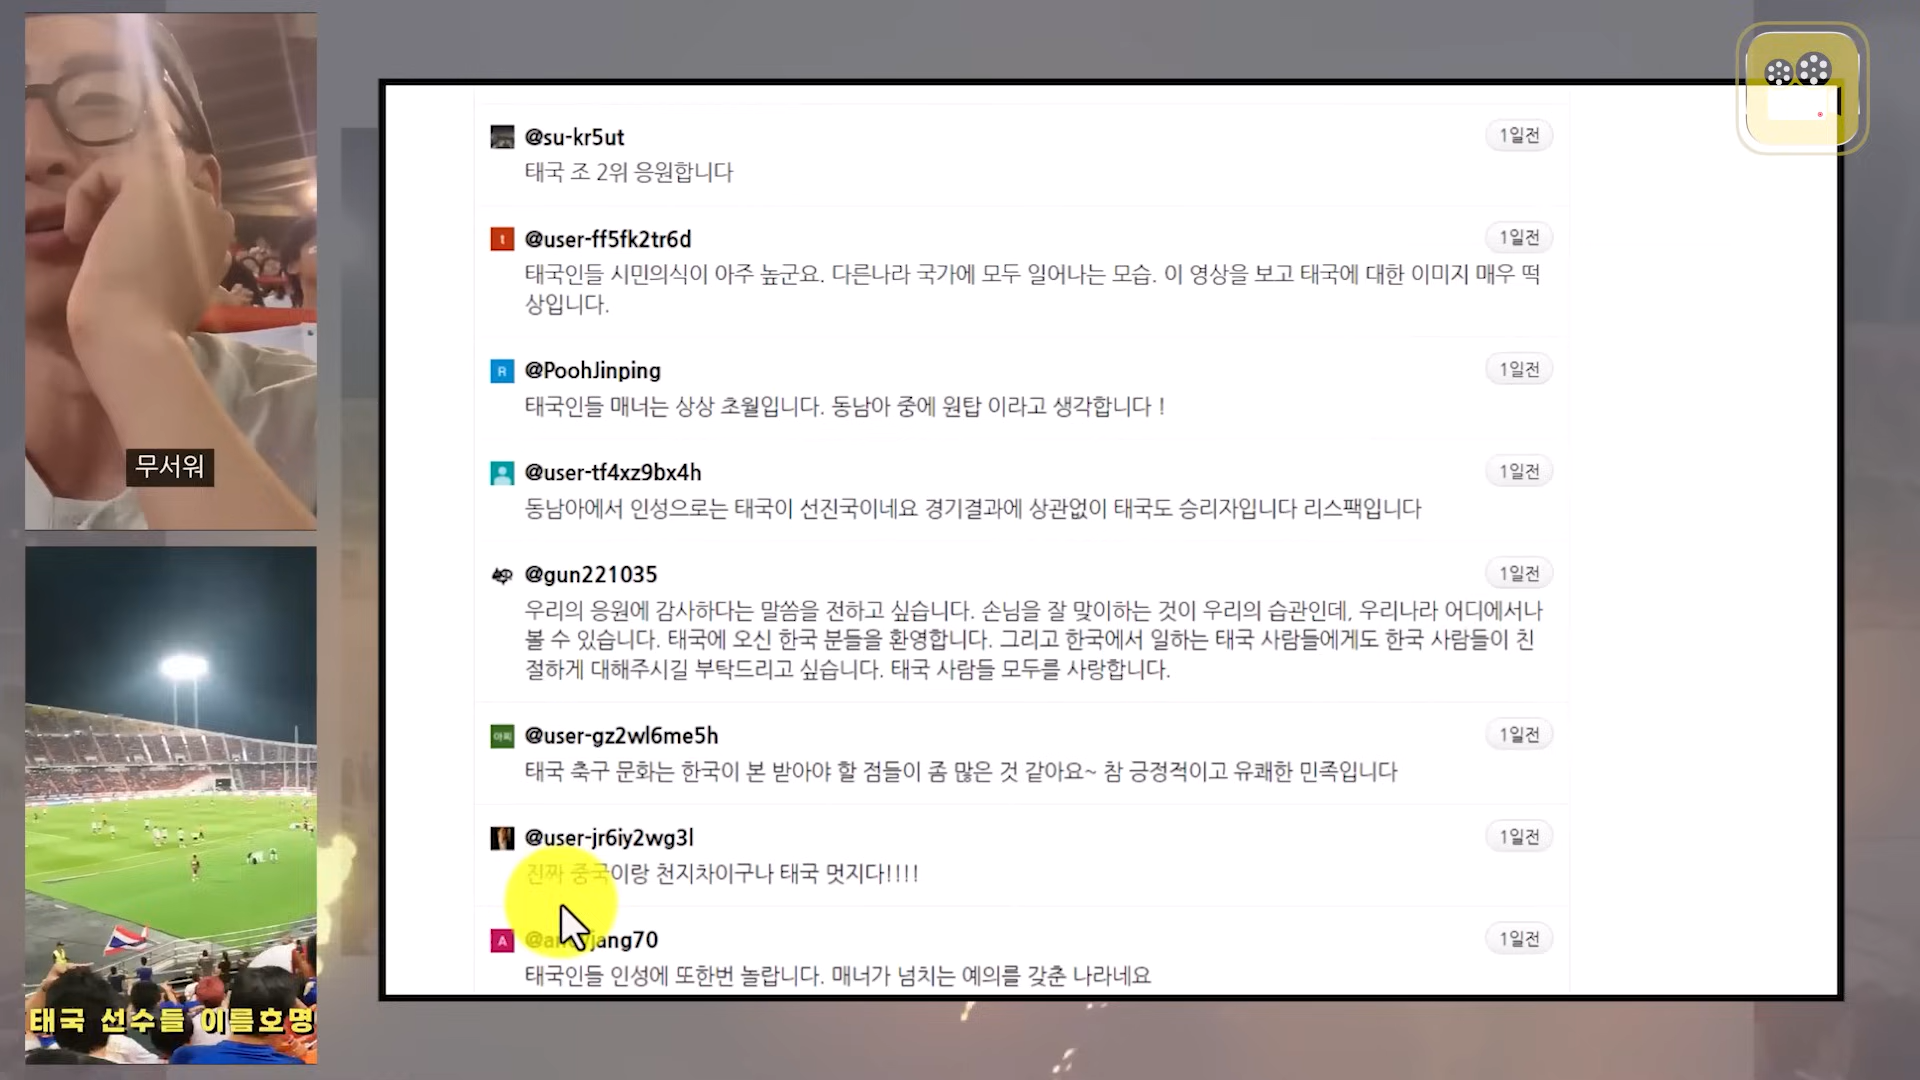 무서워
태국 선수들 이름호명
@su-kr5ut
1일전
태국 조 2위 응원합니다
t
@user-ff5fk2tr6d
1일전
태국인들 시민의식이 아주 높군요. 다른나라 국가에 모두 일어나는 모습. 이 영상을 보고 태국에 대한 이미지 매우 떡
상입니다.
R
@PoohJinping
1일전
태국인들 매너는 상상 초월입니다. 동남아 중에 원탑 이라고 생각합니다 !
@user-tf4xz9bx4h
1일전
동남아에서 인성으로는 태국이 선진국이네요 경기결과에 상관없이 태국도 승리자입니다 리스팩입니다
@gun221035
1일전
우리의 응원에 감사하다는 말씀을 전하고 싶습니다. 손님을 잘 맞이하는 것이 우리의 습관인데, 우리나라 어디에서나
볼 수 있습니다. 태국에 오신 한국 분들을 환영합니다. 그리고 한국에서 일하는 태국 사람들에게도 한국 사람들이 친
절하게 대해주시길 부탁드리고 싶습니다. 태국 사람들 모두를 사랑합니다.
@user-gz2wl6me5h
1일전
태국 축구 문화는 한국이 본 받아야 할 점들이 좀 많은 것 같아요~ 참 긍정적이고 유쾌한 민족입니다
@user-jr6iy2wg3l
1일전
진짜 중국이랑 천지차이구나 태국 멋지다!!!!
A
1일전
태국인들 인성에 또한번 놀랍니다. 매너가 넘치는 예의를 갖춘 나라네요